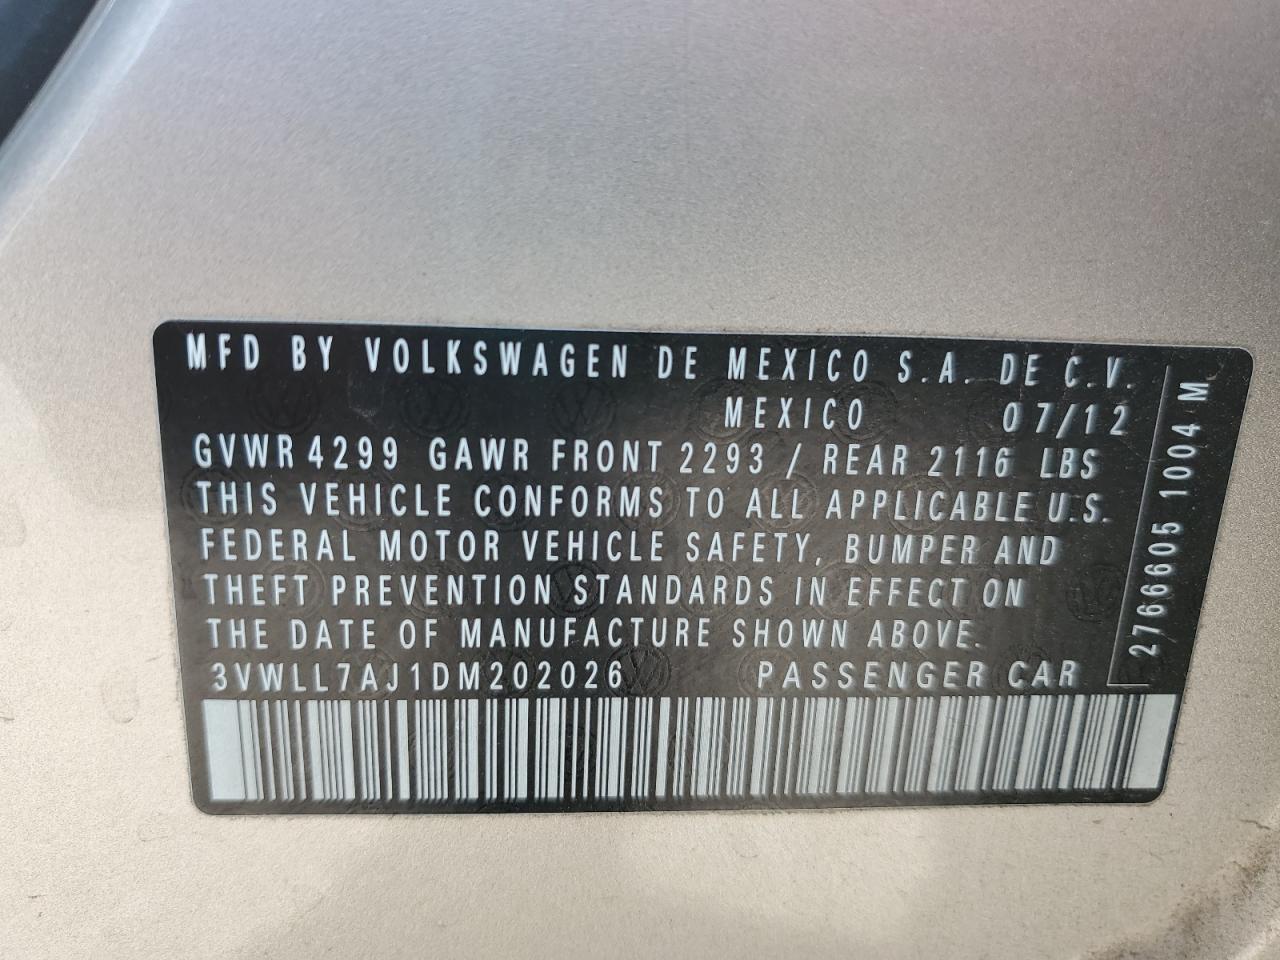 MFD BY VOLKSWAGEN DE MEXICO S.A. DE C.V.
MEXICO 07/12
GVWR 4299 GAWR FRONT 2293 / REAR 2116 LBS
THIS VEHICLE CONFORMS TO ALL APPLICABLE U.S.
FEDERAL MOTOR VEHICLE SAFETY, BUMPER AND
THEFT PREVENTION STANDARDS IN EFFECT ON
THE DATE OF MANUFACTURE SHOWN ABOVE.
3VWLL7AJ1DM202026 PASSENGER CAR
2766605 1004 M